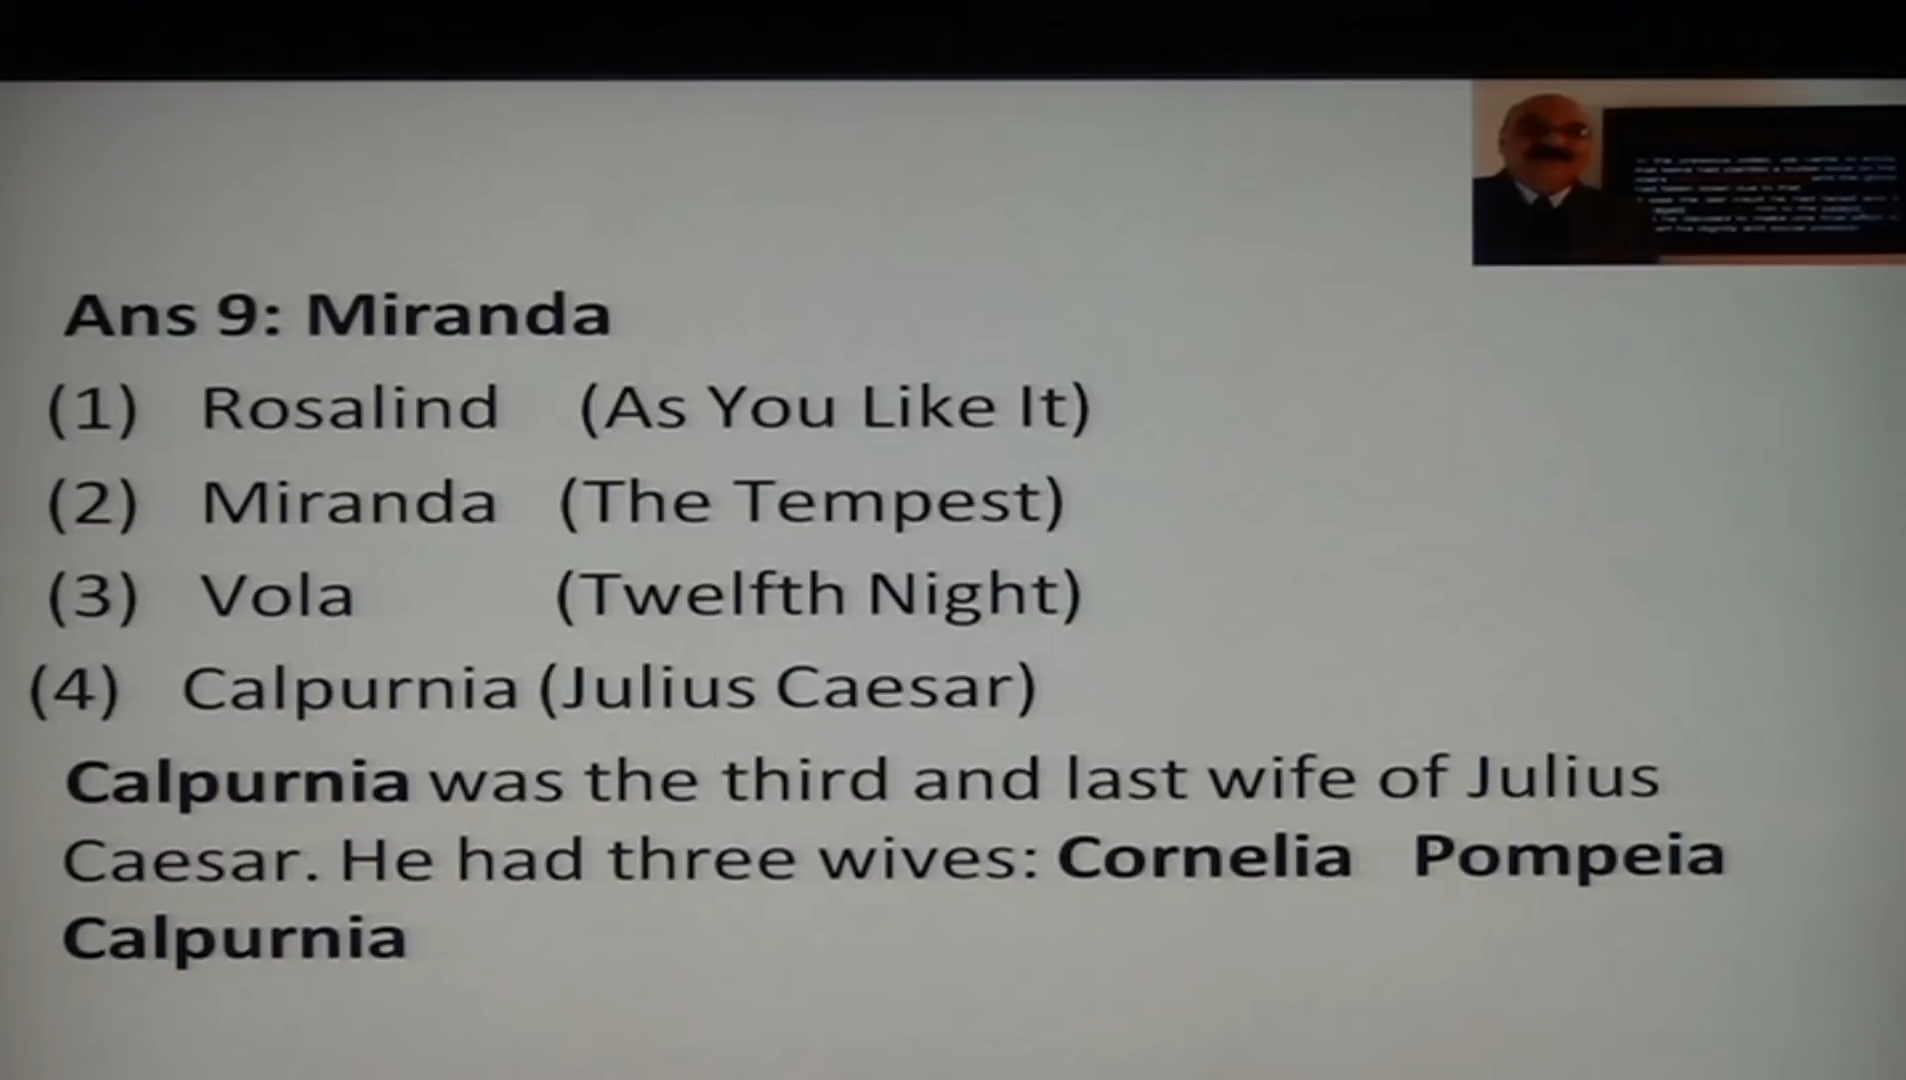 Ans 9: Miranda
(1) Rosalind (As You Like It)
(2) Miranda (The Tempest)
(3) Vola (Twelfth Night)
(4) Calpurnia (Julius Caesar)
Calpurnia was the third and last wife of Julius
Caesar. He had three wives: Cornelia Pompeia
Calpurnia